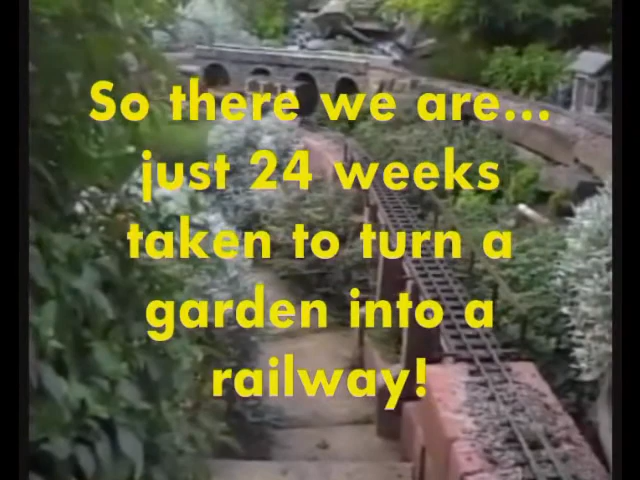 So there we are...
just 24 weeks
taken to turn a
garden into a
railway!